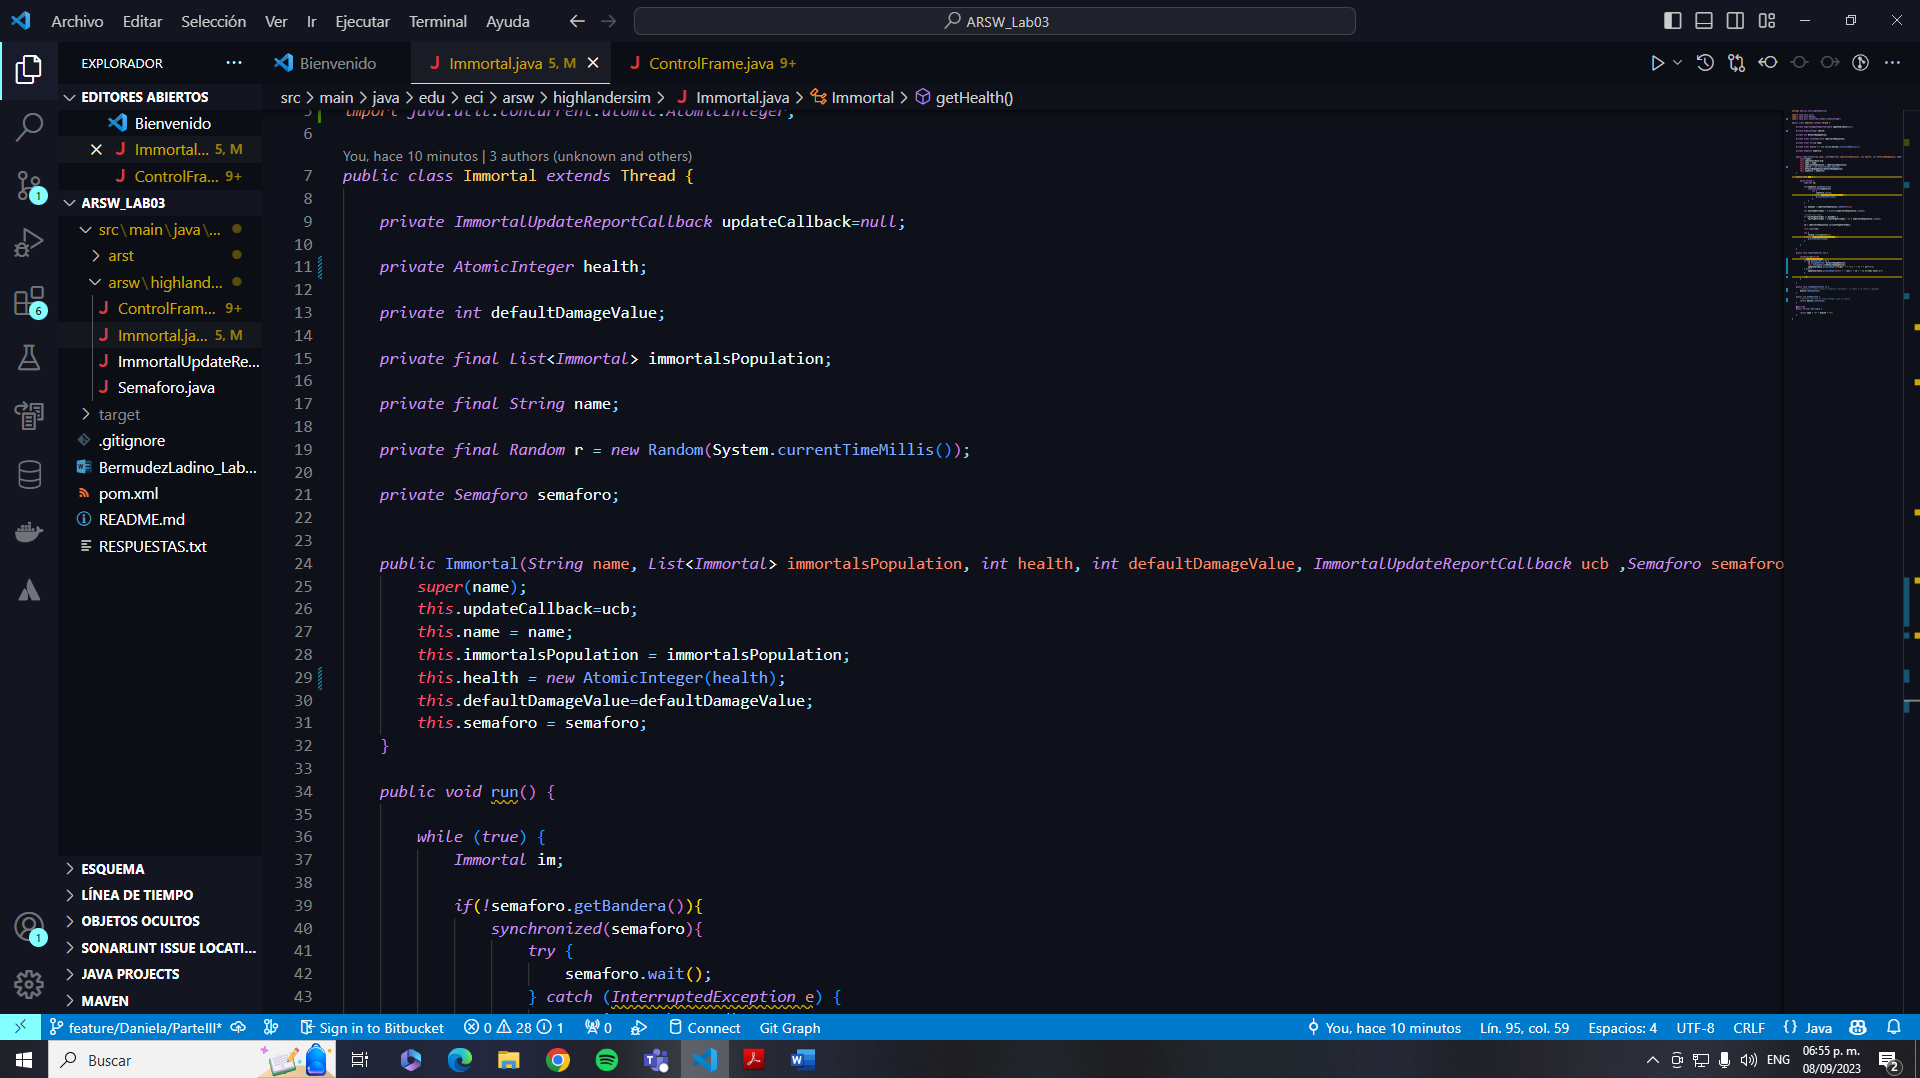 Archivo Editar Selección Ver Ir Ejecutar Terminal Ayuda
ARSW_Lab03
EXPLORADOR
EDITORES ABIERTOS
Bienvenido
Immortal... 5, M
ControlFra... 9+
ARSW_LAB03
src\main\java\...
arst
arsw\highland...
ControlFram... 9+
Immortal.ja... 5, M
ImmortalUpdateRe...
Semaforo.java
target
.gitignore
BermudezLadino_Lab...
pom.xml
README.md
RESPUESTAS.txt
ESQUEMA
LÍNEA DE TIEMPO
OBJETOS OCULTOS
SONARLINT ISSUE LOCATI...
JAVA PROJECTS
MAVEN
6
1
1
Bienvenido
Immortal.java 5, M
ControlFrame.java 9+
src > main > java > edu > eci > arsw > highlandersim > Immortal.java > Immortal > getHealth()
5 import java.util.concurrent.atomic.AtomicInteger;
6
You, hace 10 minutos | 3 authors (unknown and others)
7 public class Immortal extends Thread {
8
9 private ImmortalUpdateReportCallback updateCallback=null;
10
11 private AtomicInteger health;
12
13 private int defaultDamageValue;
14
15 private final List<Immortal> immortalsPopulation;
16
17 private final String name;
18
19 private final Random r = new Random(System.currentTimeMillis());
20
21 private Semaforo semaforo;
22
23
24 public Immortal(String name, List<Immortal> immortalsPopulation, int health, int defaultDamageValue, ImmortalUpdateReportCallback ucb ,Semaforo semaforo
25 super(name);
26 this.updateCallback=ucb;
27 this.name = name;
28 this.immortalsPopulation = immortalsPopulation;
29 this.health = new AtomicInteger(health);
30 this.defaultDamageValue=defaultDamageValue;
31 this.semaforo = semaforo;
32 }
33
34 public void run() {
35
36 while (true) {
37 Immortal im;
38
39 if(!semaforo.getBandera()){
40 synchronized(semaforo){
41 try {
42 semaforo.wait();
43 } catch (InterruptedException e) {
feature/Daniela/ParteIII* Sign in to Bitbucket 0 28 1 0 Connect Git Graph You, hace 10 minutos Lín. 95, col. 59 Espacios: 4 UTF-8 CRLF {} Java
Buscar
ENG
06:55 p. m.
08/09/2023
2